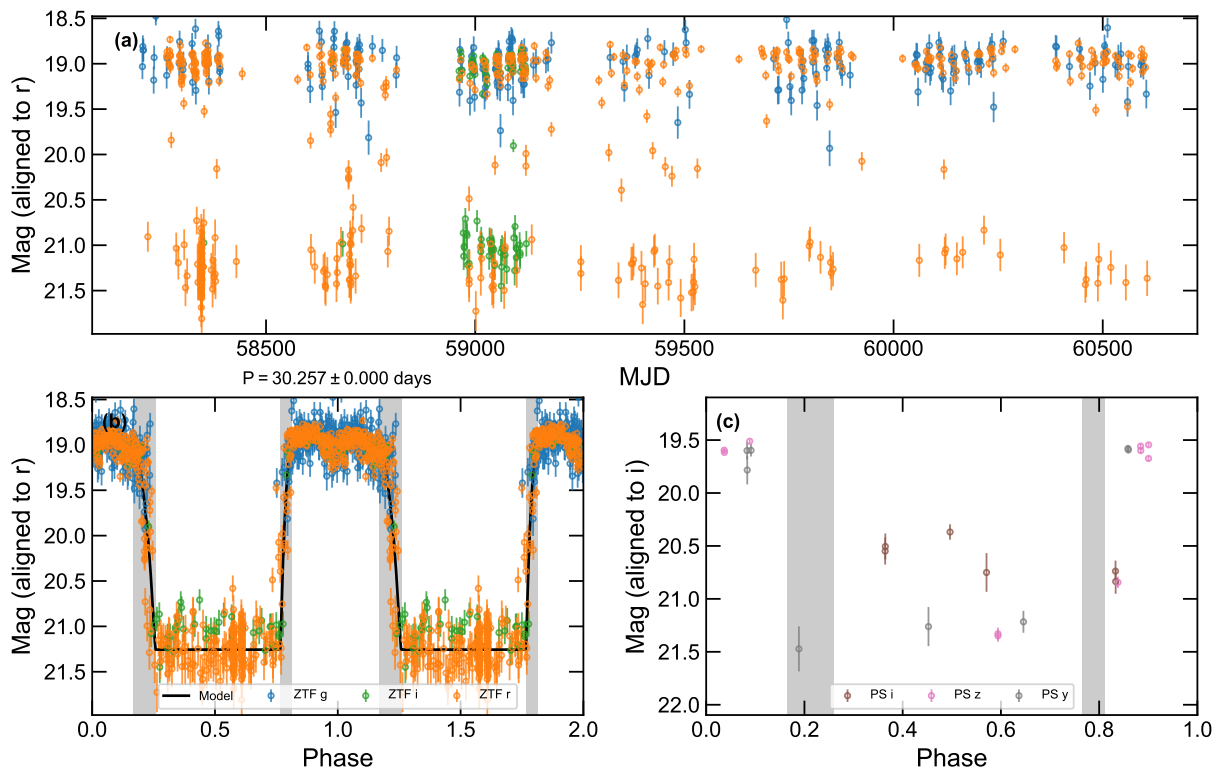 (a)
Mag (aligned to r)
18.5
19.0
19.5
20.0
20.5
21.0
21.5
58500
59000
59500
60000
60500
MJD
P = 30.257 ± 0.000 days
(b)
Mag (aligned to r)
18.5
19.0
19.5
20.0
20.5
21.0
21.5
Model
ZTF g
ZTF i
ZTF r
0.0
0.5
1.0
1.5
2.0
Phase
(c)
Mag (aligned to i)
19.5
20.0
20.5
21.0
21.5
22.0
PS i
PS z
PS y
0.0
0.2
0.4
0.6
0.8
1.0
Phase